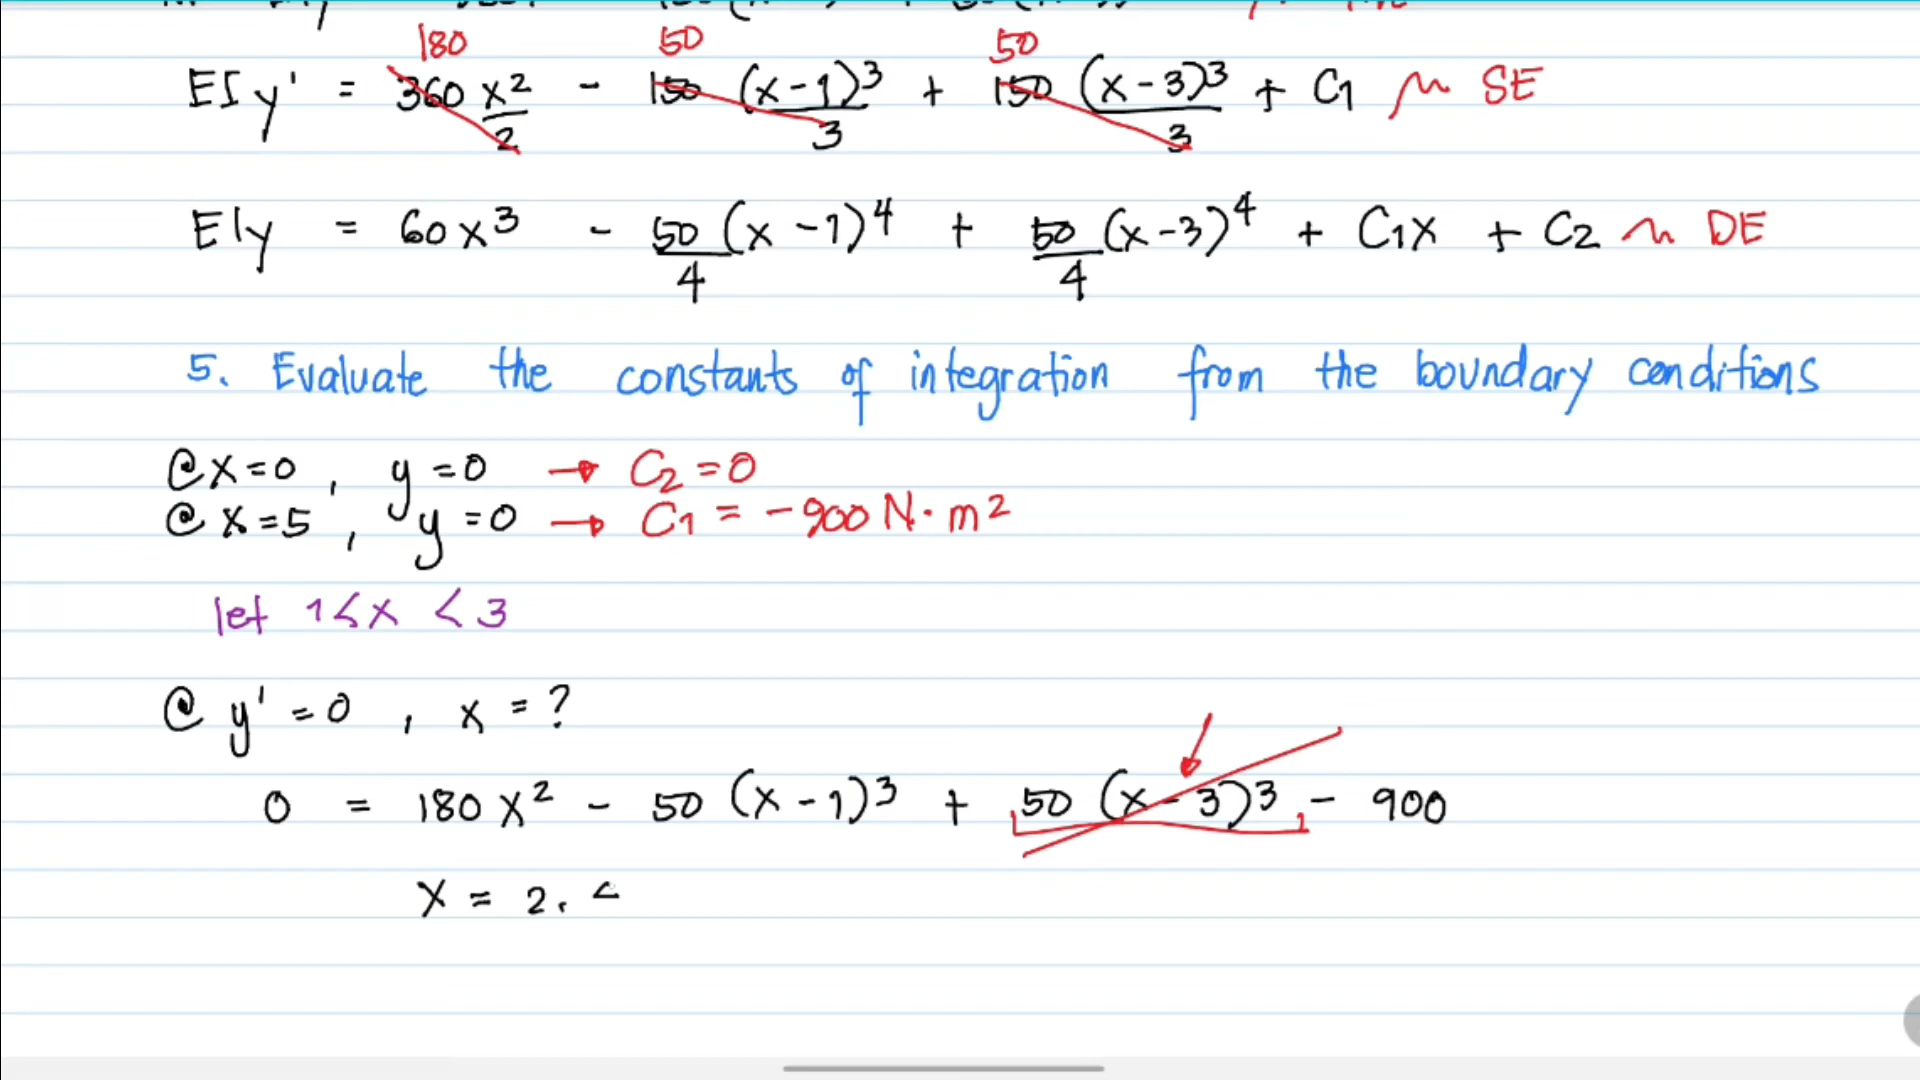 180 50 50
EIy' = 360 x²/2 - 150 (x-1)³/3 + 150 (x-3)³/3 + C1 ~ SE
EIy = 60x³ - 50/4 (x-1)⁴ + 50/4 (x-3)⁴ + C1x + C2 ~ DE
5. Evaluate the constants of integration from the boundary conditions
@ x=0 , y=0 → C2 = 0
@ x=5 , y=0 → C1 = -900 N·m²
let 1<x<3
@ y'=0 , x = ?
0 = 180x² - 50(x-1)³ + 50(x-3)³ - 900
x = 2.